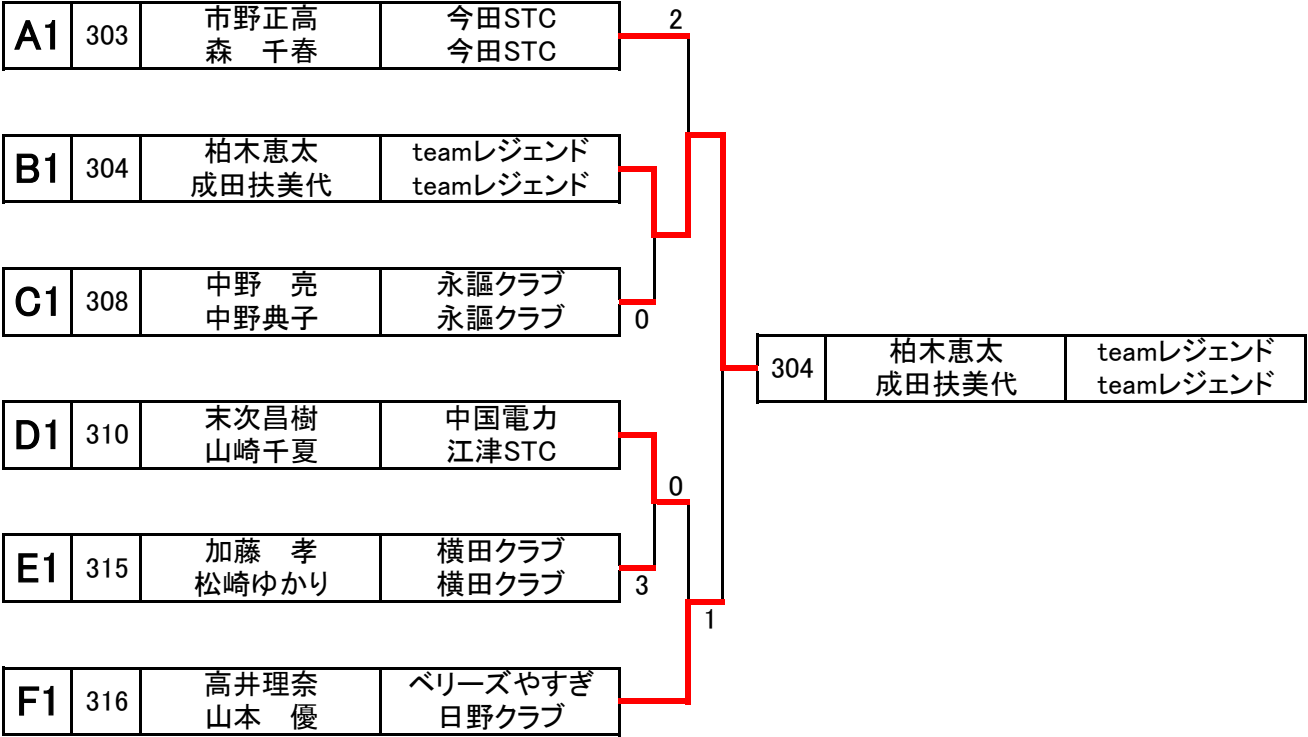 A1 303 市野正高 今田STC
森 千春 今田STC
2
B1 304 柏木恵太 teamレジェンド
成田扶美代 teamレジェンド
C1 308 中野 亮 永謳クラブ
中野典子 永謳クラブ
0
304 柏木恵太 teamレジェンド
成田扶美代 teamレジェンド
D1 310 末次昌樹 中国電力
山崎千夏 江津STC
0
E1 315 加藤 孝 横田クラブ
松崎ゆかり 横田クラブ
3
1
F1 316 高井理奈 ベリーズやすぎ
山本 優 日野クラブ